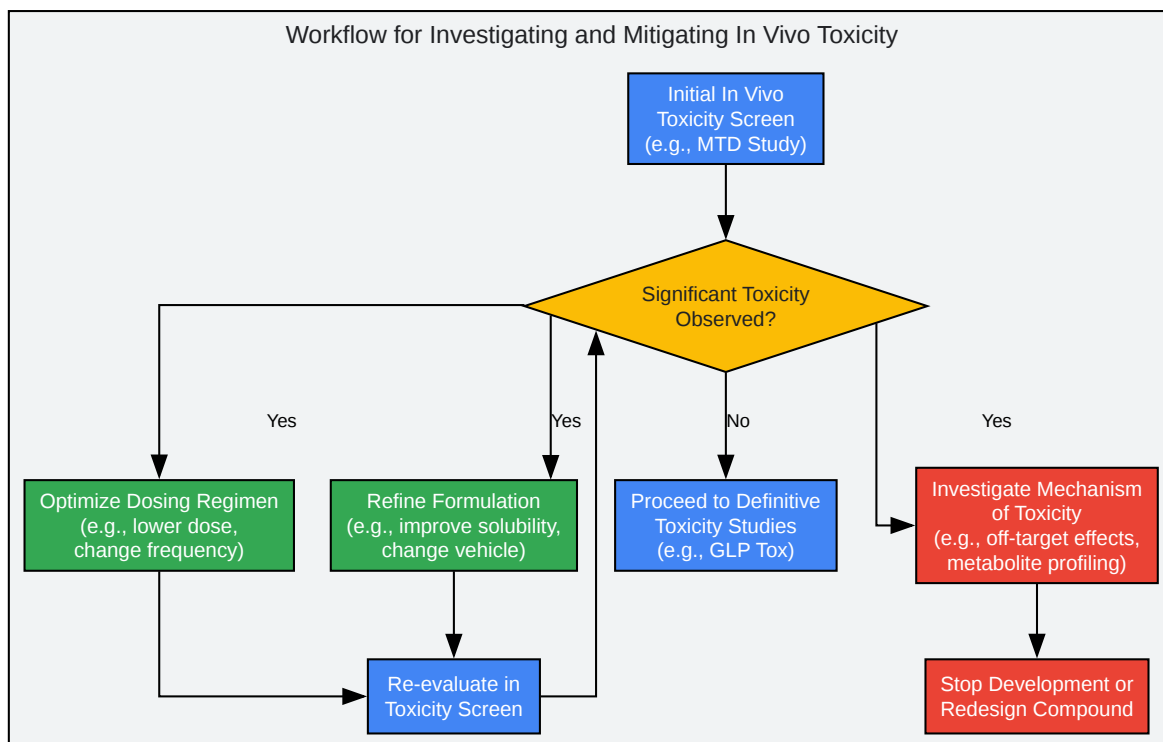 Workflow for Investigating and Mitigating In Vivo Toxicity
Initial In Vivo
Toxicity Screen
(e.g., MTD Study)
Significant Toxicity
Observed?
Yes
Yes
No
Yes
Optimize Dosing Regimen
(e.g., lower dose,
change frequency)
Refine Formulation
(e.g., improve solubility,
change vehicle)
Proceed to Definitive
Toxicity Studies
(e.g., GLP Tox)
Investigate Mechanism
of Toxicity
(e.g., off-target effects,
metabolite profiling)
Re-evaluate in
Toxicity Screen
Stop Development or
Redesign Compound